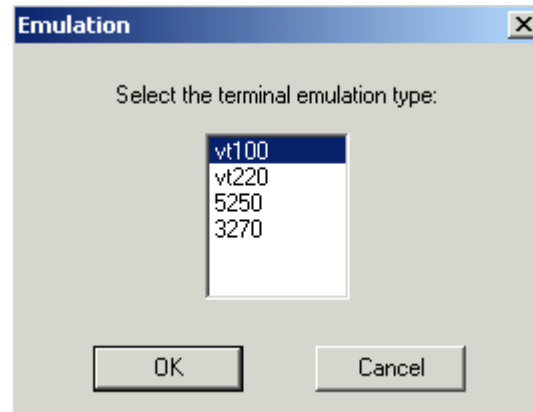 Emulation
Select the terminal emulation type:
vt100
vt220
5250
3270
OK Cancel